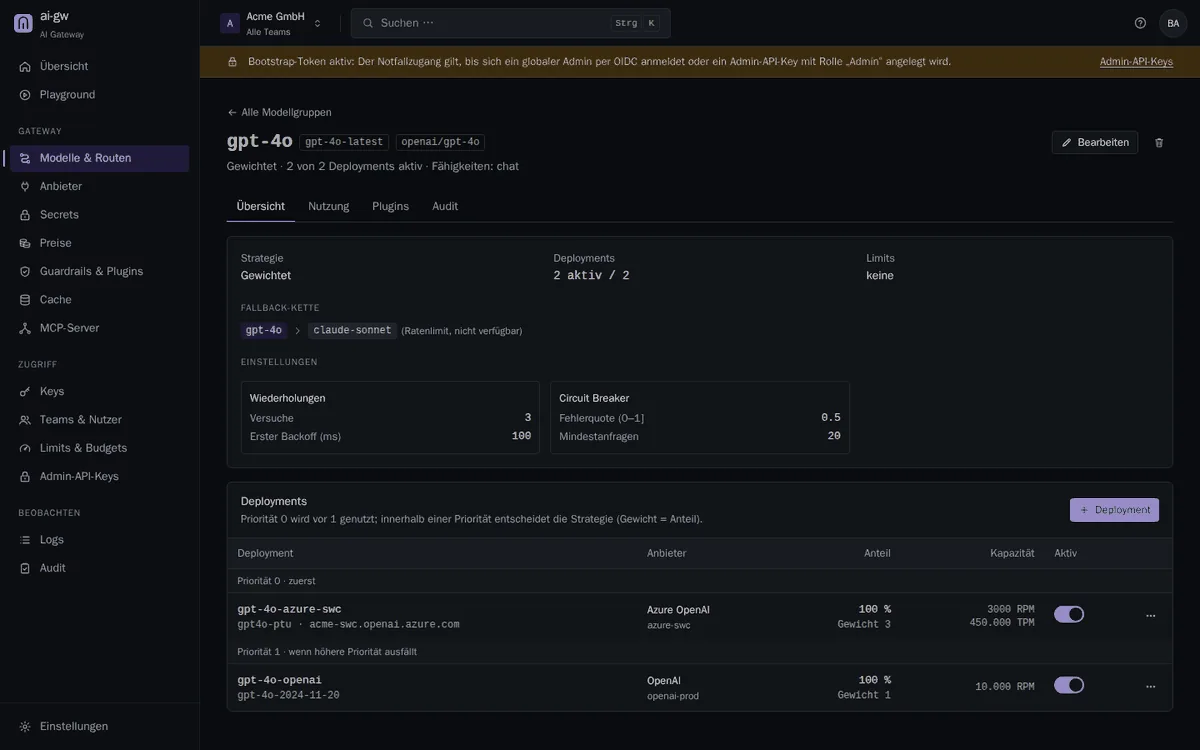 ai-gw
AI Gateway
A
Acme GmbH
Alle Teams
Suchen ···
Strg K
BA
Bootstrap-Token aktiv: Der Notfallzugang gilt, bis sich ein globaler Admin per OIDC anmeldet oder ein Admin-API-Key mit Rolle „Admin“ angelegt wird.
Admin-API-Keys
Übersicht
Playground
GATEWAY
Modelle & Routen
Anbieter
Secrets
Preise
Guardrails & Plugins
Cache
MCP-Server
ZUGRIFF
Keys
Teams & Nutzer
Limits & Budgets
Admin-API-Keys
BEOBACHTEN
Logs
Audit
Einstellungen
← Alle Modellgruppen
gpt-4o gpt-4o-latest openai/gpt-4o
Bearbeiten
Gewichtet · 2 von 2 Deployments aktiv · Fähigkeiten: chat
Übersicht Nutzung Plugins Audit
Strategie Deployments Limits
Gewichtet 2 aktiv / 2 keine
FALLBACK-KETTE
gpt-4o > claude-sonnet (Ratenlimit, nicht verfügbar)
EINSTELLUNGEN
Wiederholungen
Versuche 3
Erster Backoff (ms) 100
Circuit Breaker
Fehlerquote (0–1] 0.5
Mindestanfragen 20
Deployments
Priorität 0 wird vor 1 genutzt; innerhalb einer Priorität entscheidet die Strategie (Gewicht = Anteil).
+ Deployment
Deployment Anbieter Anteil Kapazität Aktiv
Priorität 0 · zuerst
gpt-4o-azure-swc Azure OpenAI 100 % 3000 RPM
gpt4o-ptu · acme-swc.openai.azure.com azure-swc Gewicht 3 450.000 TPM
···
Priorität 1 · wenn höhere Priorität ausfällt
gpt-4o-openai OpenAI 100 % 10.000 RPM
gpt-4o-2024-11-20 openai-prod Gewicht 1
···